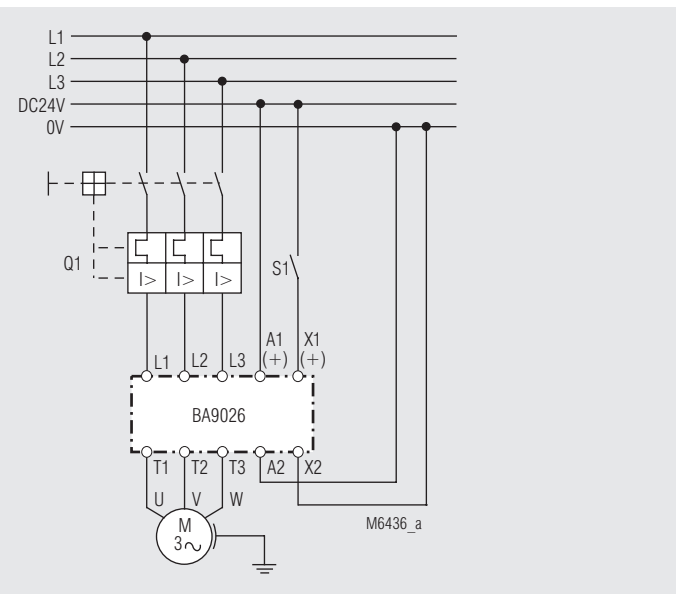 L1
L2
L3
DC24V
0V
Q1
I> I> I>
S1
A1 X1
L1 L2 L3 (+) (+)
BA9026
T1 T2 T3 A2 X2
U V W
M
3~
M6436_a